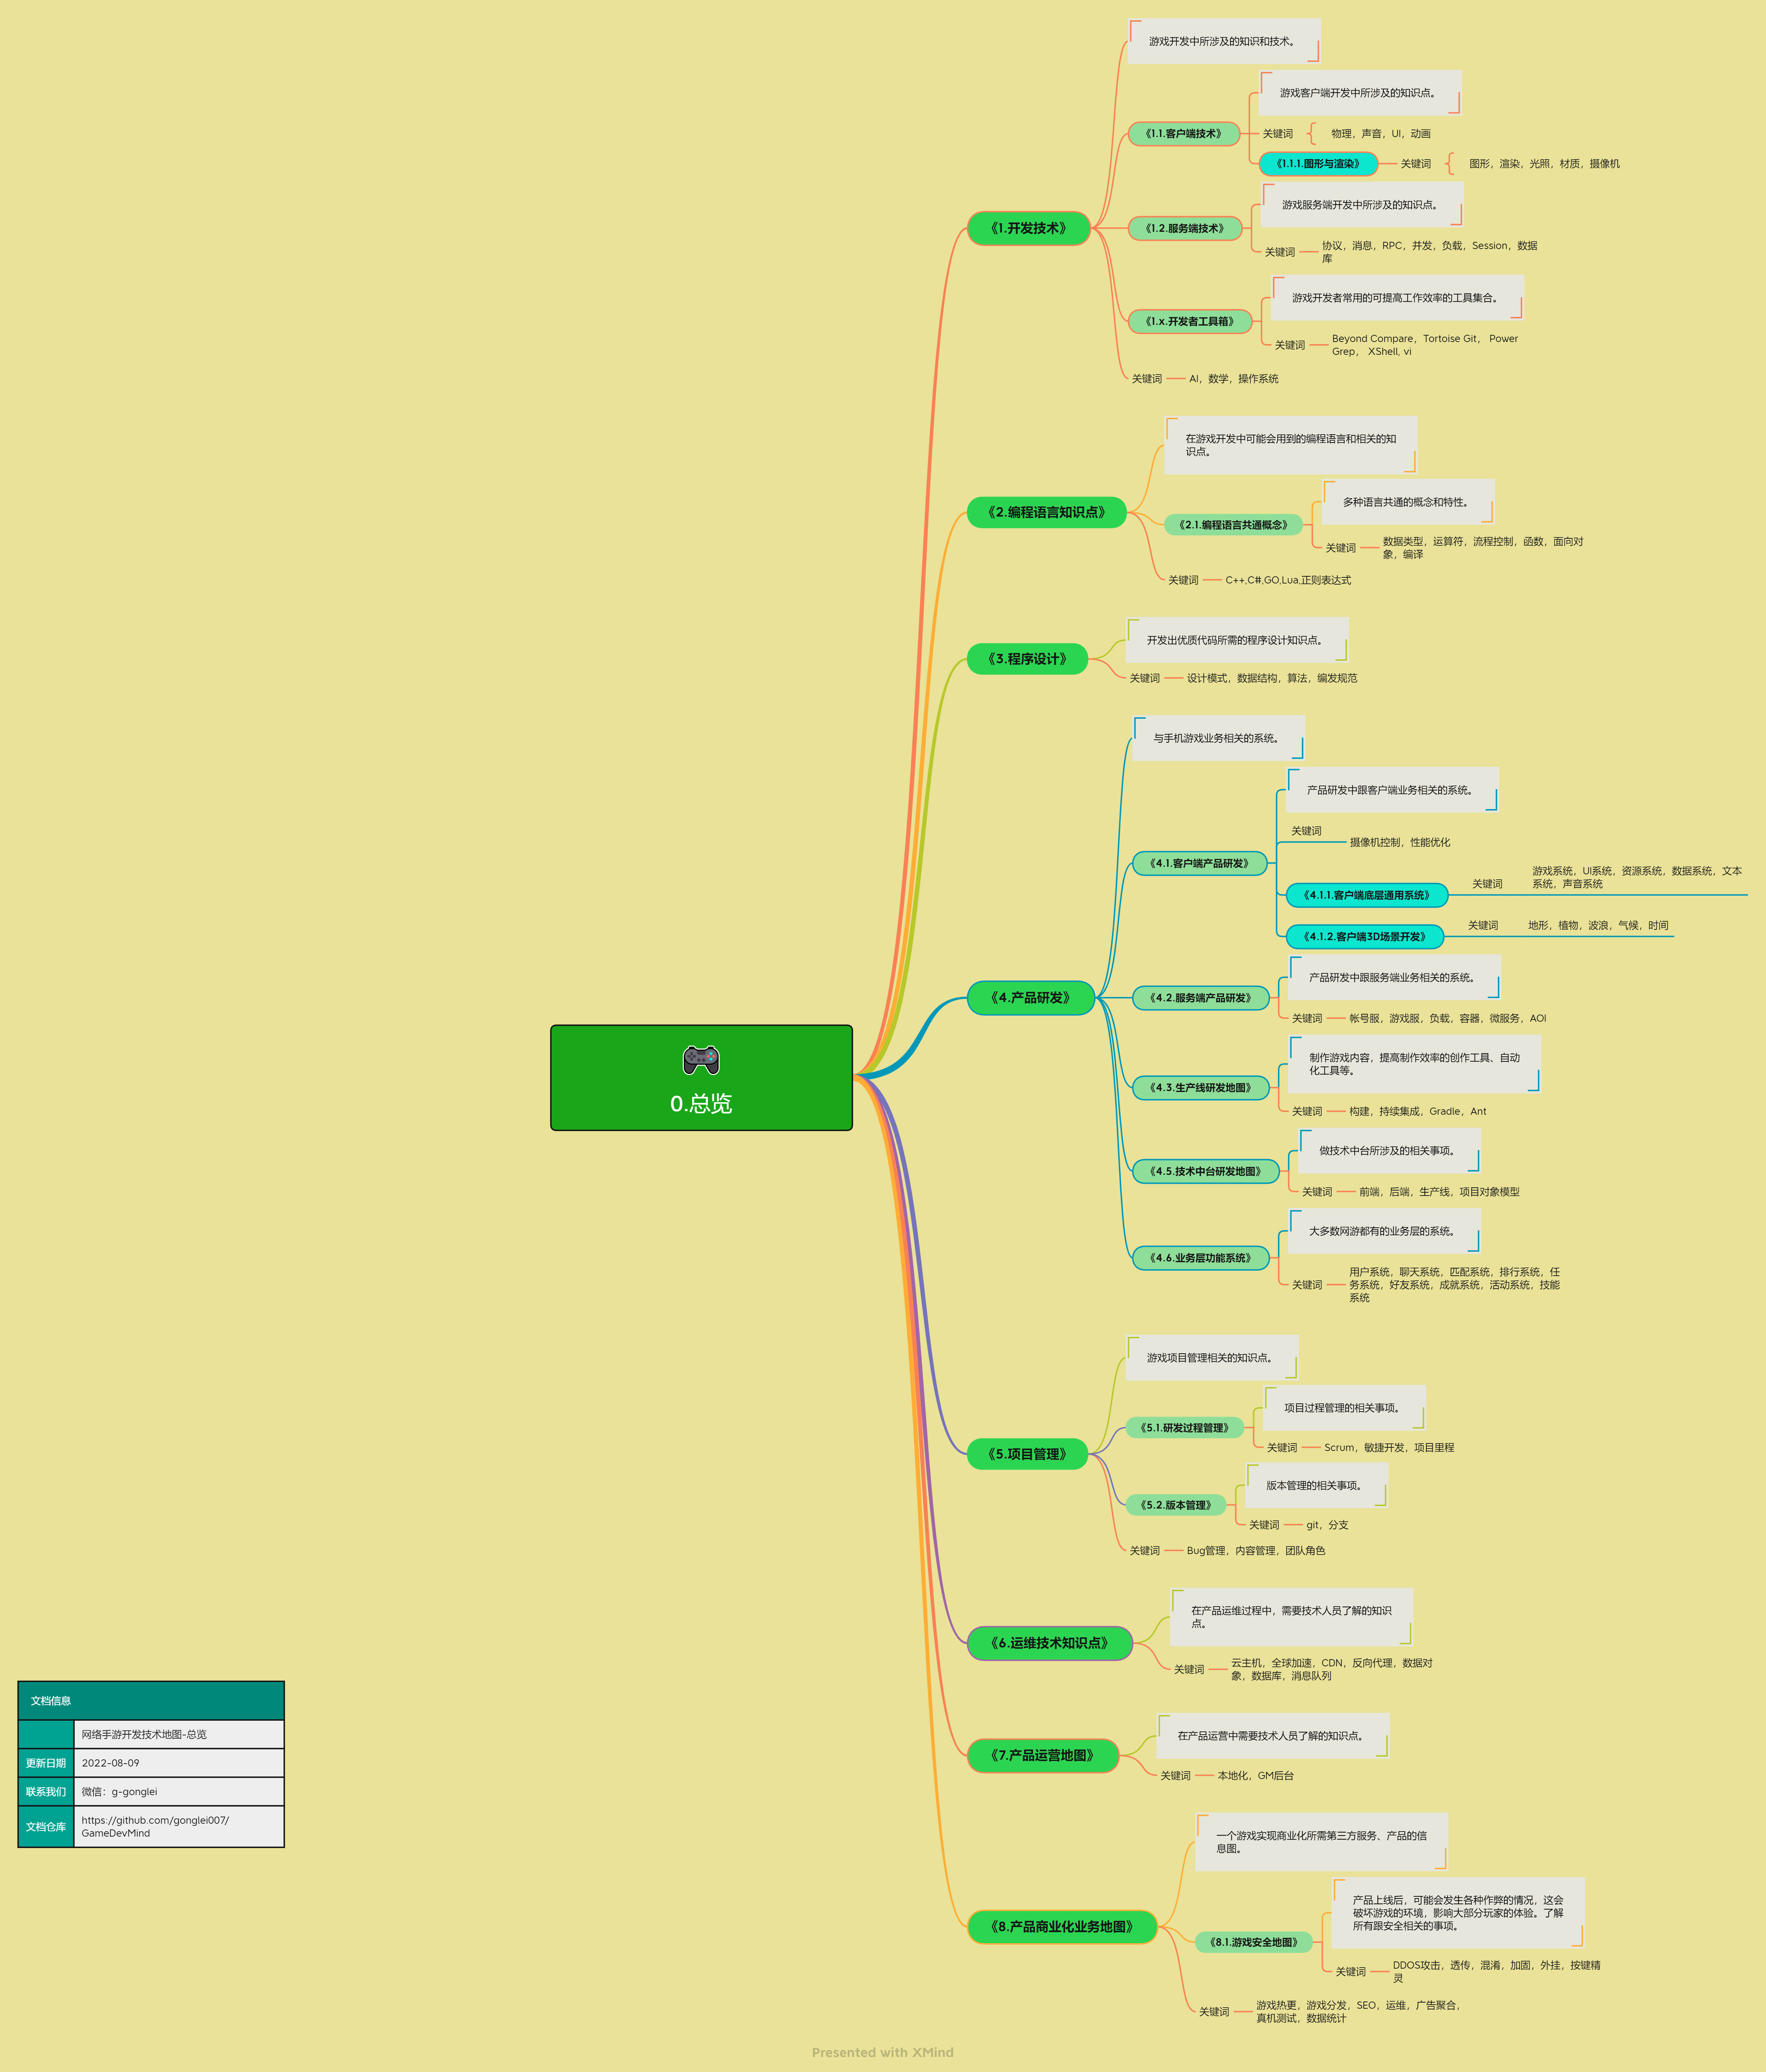 游戏开发中所涉及的知识和技术。
游戏客户端开发中所涉及的知识点。
《1.1.客户端技术》
关键词
物理，声音，UI，动画
《1.1.1.图形与渲染》
关键词
图形，渲染，光照，材质，摄像机
《1.开发技术》
游戏服务端开发中所涉及的知识点。
《1.2.服务端技术》
关键词
协议，消息，RPC，并发，负载，Session，数据
库
游戏开发者常用的可提高工作效率的工具集合。
《1.x.开发者工具箱》
关键词
Beyond Compare，Tortoise Git， Power
Grep， XShell, vi
关键词
AI，数学，操作系统
在游戏开发中可能会用到的编程语言和相关的知
识点。
《2.编程语言知识点》
多种语言共通的概念和特性。
《2.1.编程语言共通概念》
关键词
数据类型，运算符，流程控制，函数，面向对
象，编译
关键词
C++,C#,GO,Lua,正则表达式
开发出优质代码所需的程序设计知识点。
《3.程序设计》
关键词
设计模式，数据结构，算法，编发规范
与手机游戏业务相关的系统。
产品研发中跟客户端业务相关的系统。
关键词
摄像机控制，性能优化
《4.1.客户端产品研发》
《4.1.1.客户端底层通用系统》
关键词
游戏系统，UI系统，资源系统，数据系统，文本
系统，声音系统
《4.1.2.客户端3D场景开发》
关键词
地形，植物，波浪，气候，时间
《4.产品研发》
产品研发中跟服务端业务相关的系统。
《4.2.服务端产品研发》
关键词
帐号服，游戏服，负载，容器，微服务，AOI
制作游戏内容，提高制作效率的创作工具、自动
化工具等。
《4.3.生产线研发地图》
关键词
构建，持续集成，Gradle，Ant
做技术中台所涉及的相关事项。
《4.5.技术中台研发地图》
关键词
前端，后端，生产线，项目对象模型
大多数网游都有的业务层的系统。
《4.6.业务层功能系统》
关键词
用户系统，聊天系统，匹配系统，排行系统，任
务系统，好友系统，成就系统，活动系统，技能
系统
0.总览
游戏项目管理相关的知识点。
《5.项目管理》
项目过程管理的相关事项。
《5.1.研发过程管理》
关键词
Scrum，敏捷开发，项目里程
版本管理的相关事项。
《5.2.版本管理》
关键词
git，分支
关键词
Bug管理，内容管理，团队角色
在产品运维过程中，需要技术人员了解的知识
点。
《6.运维技术知识点》
关键词
云主机，全球加速，CDN，反向代理，数据对
象，数据库，消息队列
在产品运营中需要技术人员了解的知识点。
《7.产品运营地图》
关键词
本地化，GM后台
一个游戏实现商业化所需第三方服务、产品的信
息图。
《8.产品商业化业务地图》
产品上线后，可能会发生各种作弊的情况，这会
破坏游戏的环境，影响大部分玩家的体验。了解
所有跟安全相关的事项。
《8.1.游戏安全地图》
关键词
DDOS攻击，透传，混淆，加固，外挂，按键精
灵
关键词
游戏热更，游戏分发，SEO，运维，广告聚合，
真机测试，数据统计
文档信息
网络手游开发技术地图-总览
更新日期
2022-08-09
联系我们
微信：g-gonglei
文档仓库
https://github.com/gonglei007/
GameDevMind
Presented with XMind